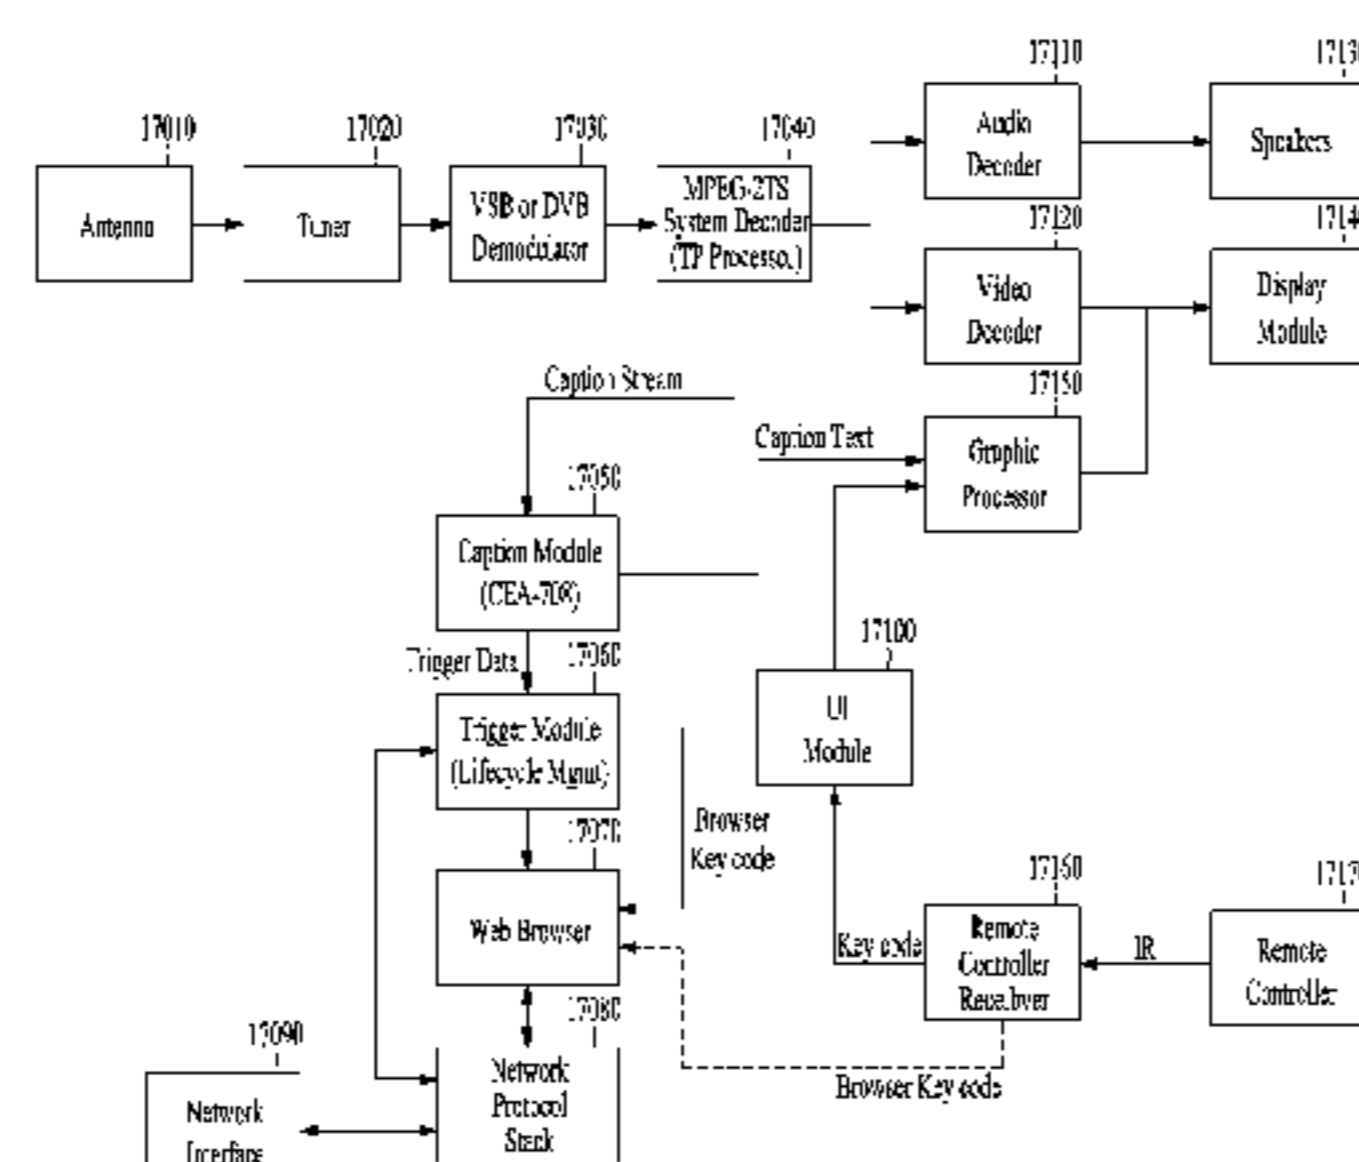 17110
17010
17020
17030
17040
Audio
Decoder
Speakers
Antenna
Tuner
VSB or DVB
Demodulator
MPEG-2TS
System Decoder
(TP Processor)
17120
Video
Decoder
Display
Module
Caption Stream
17150
Caption Text
Graphic
Processor
17050
Caption Module
(CEA-708)
17100
Trigger Data
17060
UI
Module
Trigger Module
(Lifecycle Mgmt)
17070
Browser
Key code
17160
Web Browser
Key code
Remote
Controller
Receiver
IR
Remote
Controller
17080
17090
Browser Key code
Network
Protocol
Stack
Network
Interface